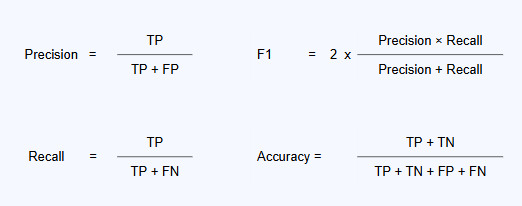 Precision = TP / TP + FP
F1 = 2 x Precision × Recall / Precision + Recall
Recall = TP / TP + FN
Accuracy = TP + TN / TP + TN + FP + FN